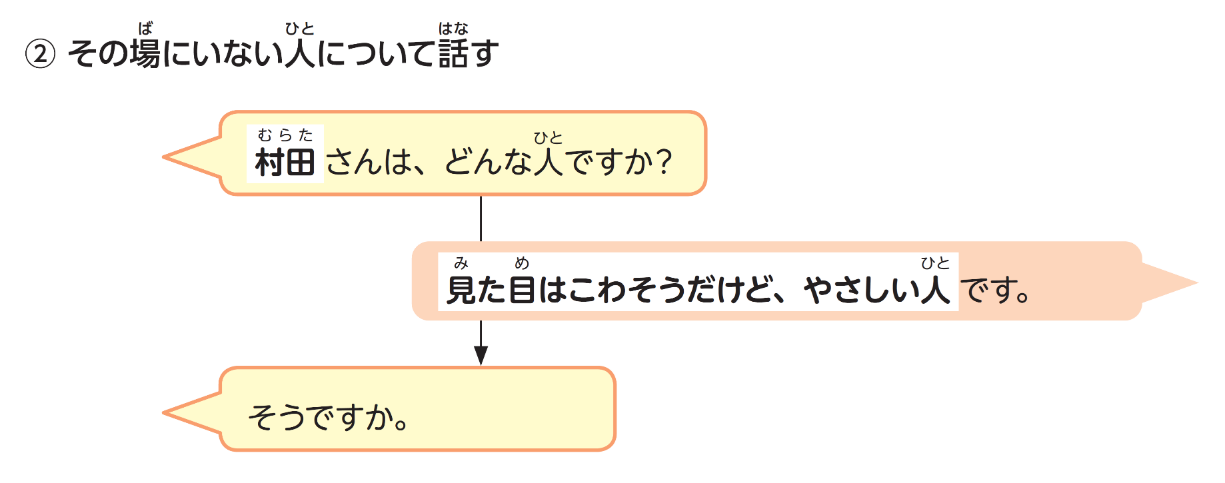 ② その場にいない人について話す
村田さんは、どんな人ですか？
見た目はこわそうだけど、やさしい人です。
そうですか。